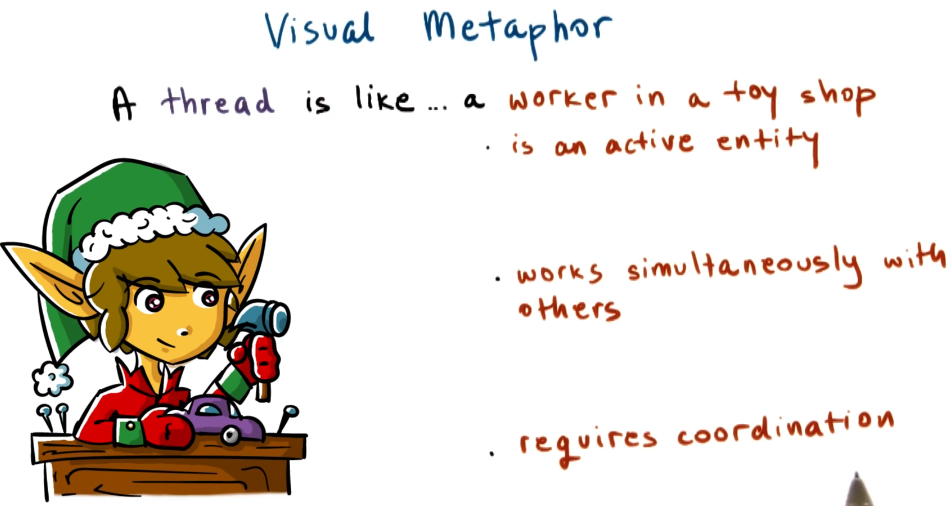 Visual Metaphor
A thread is like... a worker in a toy shop
· is an active entity
· works simultaneously with
others
· requires coordination